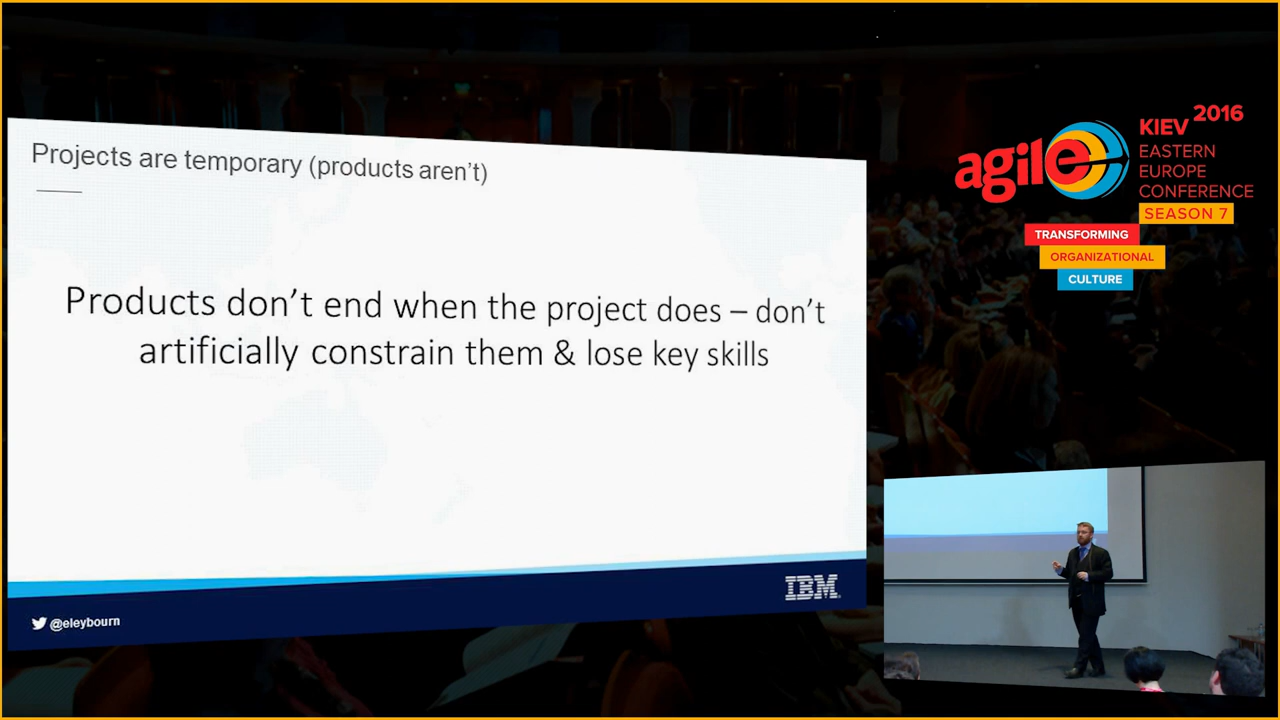 Projects are temporary (products aren't)
Products don't end when the project does – don't
artificially constrain them & lose key skills
@eleybourn
IBM
agile
KIEV 2016
EASTERN
EUROPE
CONFERENCE
SEASON 7
TRANSFORMING
ORGANIZATIONAL
CULTURE